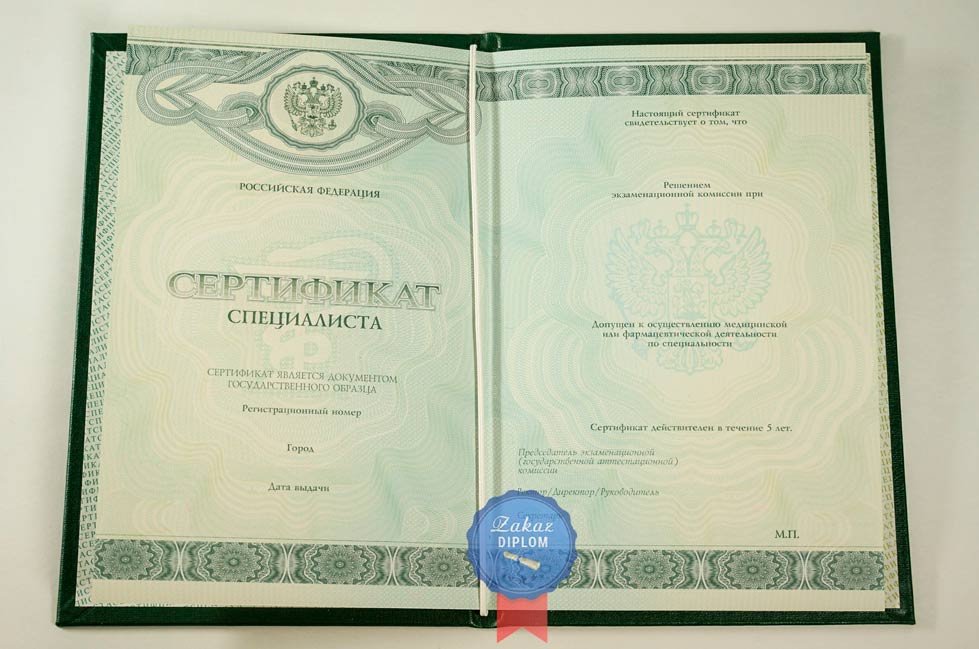 РОССИЙСКАЯ ФЕДЕРАЦИЯ
СЕРТИФИКАТ
СПЕЦИАЛИСТА
СЕРТИФИКАТ ЯВЛЯЕТСЯ ДОКУМЕНТОМ
ГОСУДАРСТВЕННОГО ОБРАЗЦА
Регистрационный номер
Город
Дата выдачи
Настоящий сертификат
свидетельствует о том, что
Решением
экзаменационной комиссии при
Допущен к осуществлению медицинской
или фармацевтической деятельности
по специальности
Сертификат действителен в течение 5 лет.
Председатель экзаменационной
(государственной аттестационной)
комиссии
/Директор/Руководитель
М.П.
Zakaz
DIPLOM